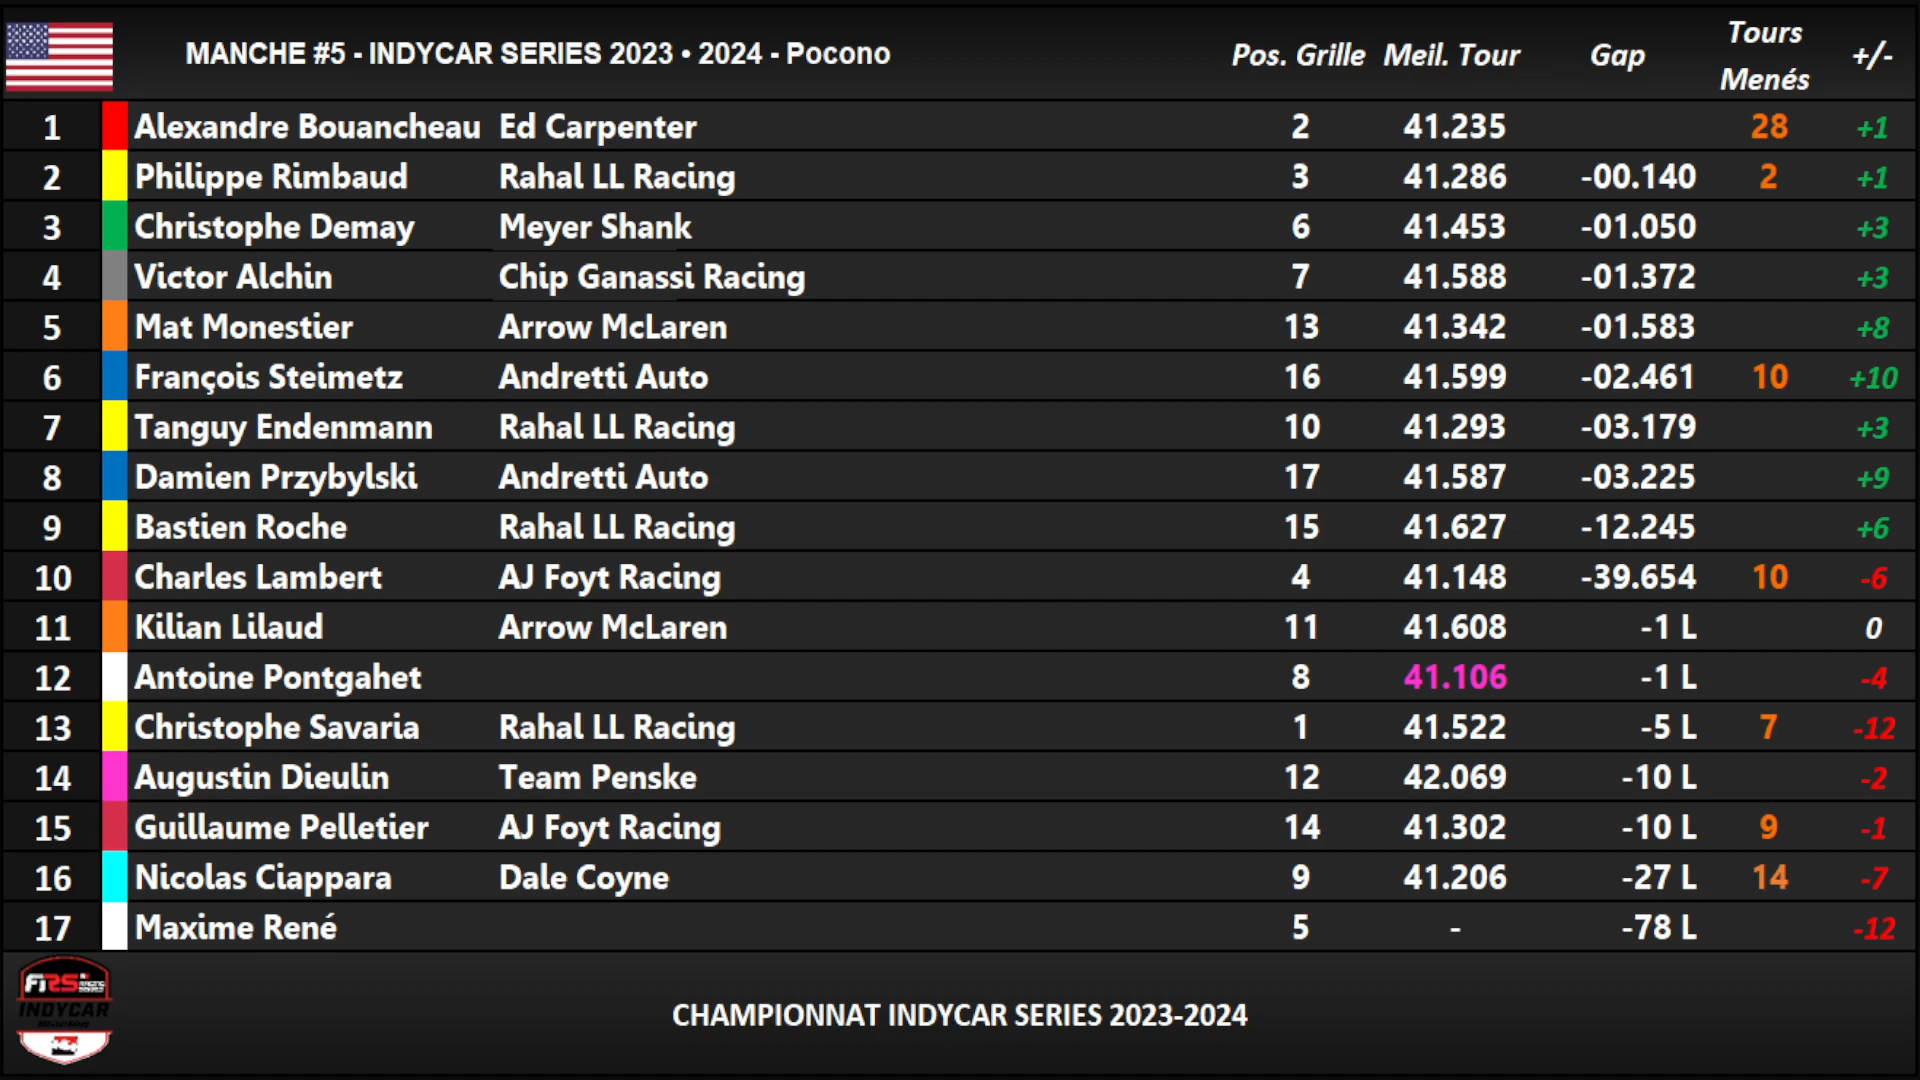 MANCHE #5 - INDYCAR SERIES 2023 • 2024 - Pocono Pos. Grille Meil. Tour Gap Tours Menés +/-
1 Alexandre Bouancheau Ed Carpenter 2 41.235 28 +1
2 Philippe Rimbaud Rahal LL Racing 3 41.286 -00.140 2 +1
3 Christophe Demay Meyer Shank 6 41.453 -01.050 +3
4 Victor Alchin Chip Ganassi Racing 7 41.588 -01.372 +3
5 Mat Monestier Arrow McLaren 13 41.342 -01.583 +8
6 François Steimetz Andretti Auto 16 41.599 -02.461 10 +10
7 Tanguy Endenmann Rahal LL Racing 10 41.293 -03.179 +3
8 Damien Przybylski Andretti Auto 17 41.587 -03.225 +9
9 Bastien Roche Rahal LL Racing 15 41.627 -12.245 +6
10 Charles Lambert AJ Foyt Racing 4 41.148 -39.654 10 -6
11 Kilian Lilaud Arrow McLaren 11 41.608 -1 L 0
12 Antoine Pontgahet 8 41.106 -1 L -4
13 Christophe Savaria Rahal LL Racing 1 41.522 -5 L 7 -12
14 Augustin Dieulin Team Penske 12 42.069 -10 L -2
15 Guillaume Pelletier AJ Foyt Racing 14 41.302 -10 L 9 -1
16 Nicolas Ciappara Dale Coyne 9 41.206 -27 L 14 -7
17 Maxime René 5 - -78 L -12
FIRS
INDYCAR
CHAMPIONNAT INDYCAR SERIES 2023-2024